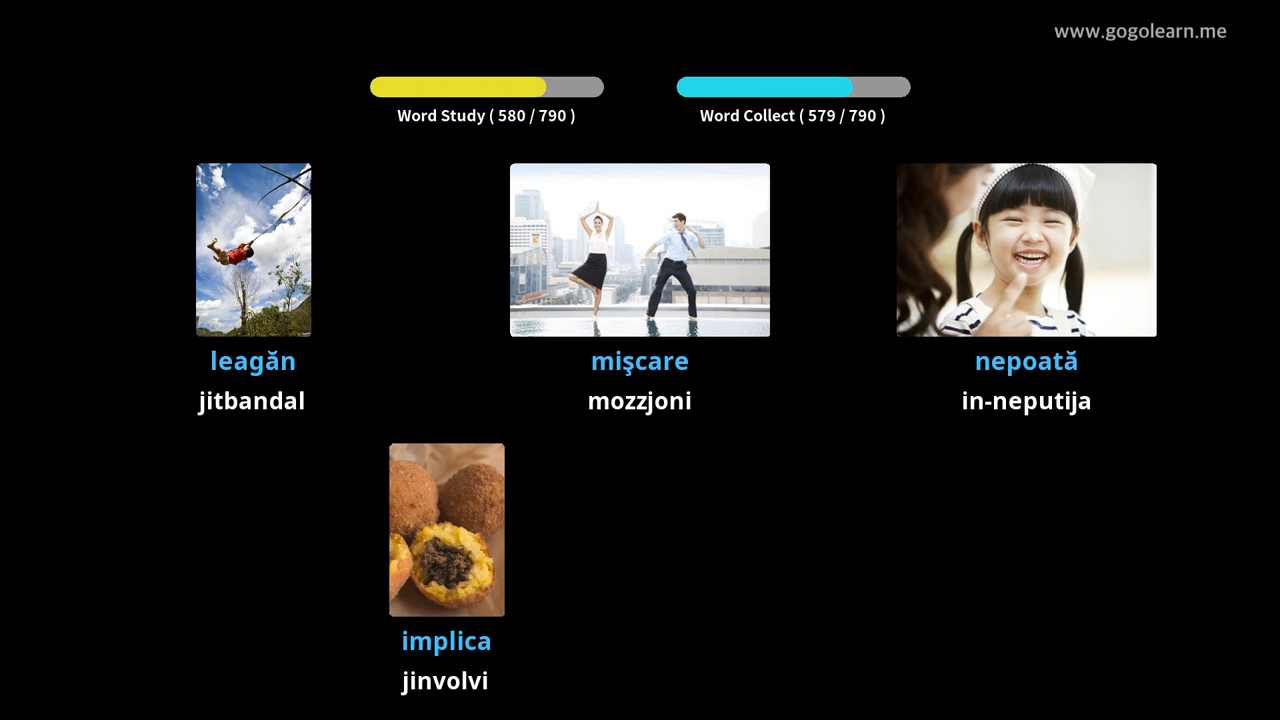 www.gogolearn.me
Word Study ( 580 / 790 )
Word Collect ( 579 / 790 )
leagăn
mişcare
nepoată
jitbandal
mozzjoni
in-neputija
implica
jinvolvi